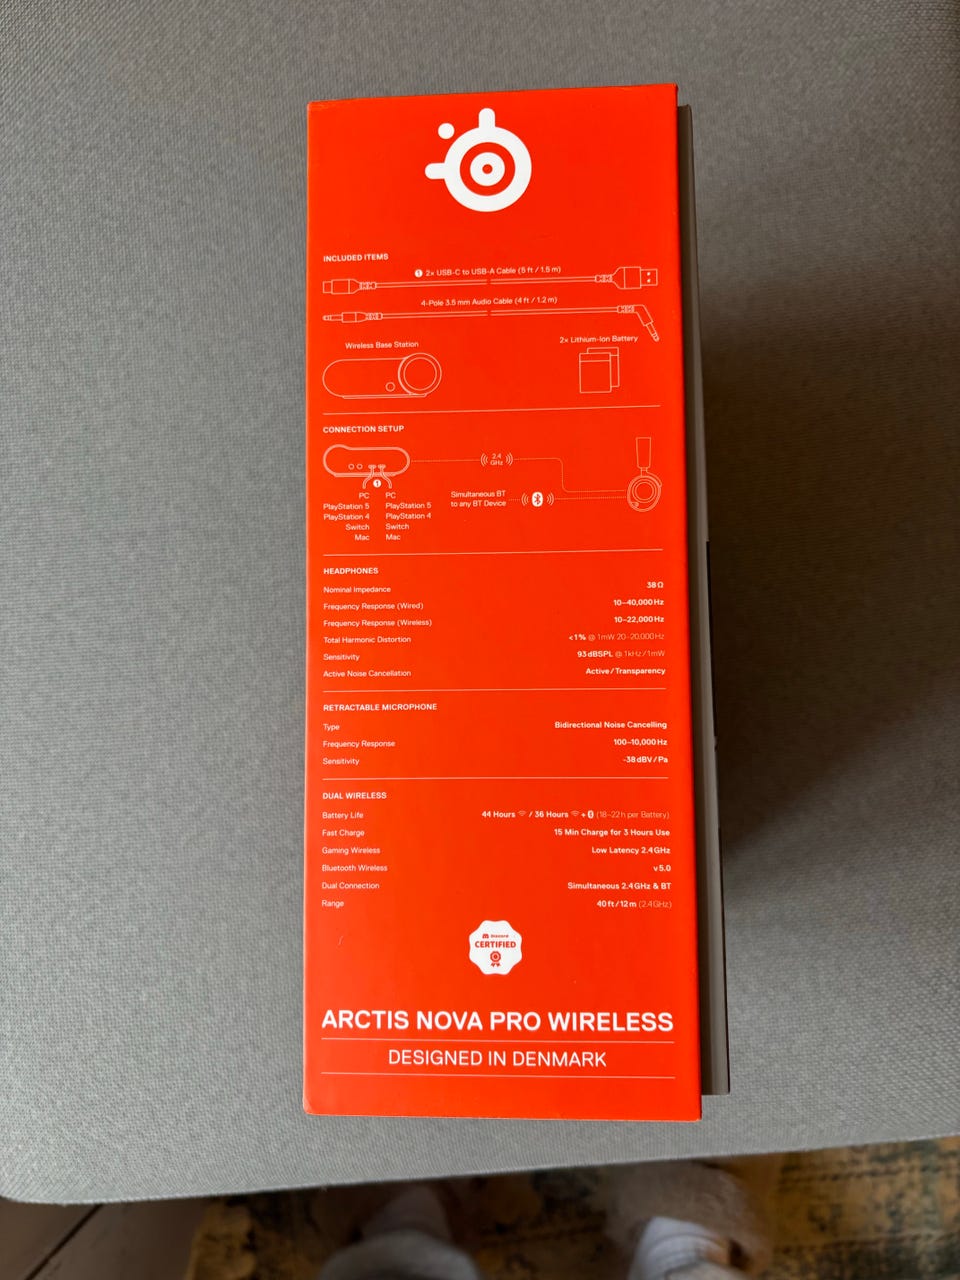 INCLUDED ITEMS
1 2x USB-C to USB-A Cable (5 ft / 1.5 m)
4-Pole 3.5 mm Audio Cable (4 ft / 1.2 m)
Wireless Base Station
2x Lithium-Ion Battery
CONNECTION SETUP
2.4
GHz
1
PC PC
PlayStation 5 PlayStation 5
PlayStation 4 PlayStation 4
Switch Switch
Mac Mac
Simultaneous BT
to any BT Device
HEADPHONES
Nominal Impedance 38 Ω
Frequency Response (Wired) 10–40,000 Hz
Frequency Response (Wireless) 10–22,000 Hz
Total Harmonic Distortion <1% @ 1mW 20–20,000 Hz
Sensitivity 93 dBSPL @ 1kHz / 1mW
Active Noise Cancellation Active / Transparency
RETRACTABLE MICROPHONE
Type Bidirectional Noise Cancelling
Frequency Response 100–10,000 Hz
Sensitivity -38 dBV / Pa
DUAL WIRELESS
Battery Life 44 Hours / 36 Hours + (18–22 h per Battery)
Fast Charge 15 Min Charge for 3 Hours Use
Gaming Wireless Low Latency 2.4 GHz
Bluetooth Wireless v 5.0
Dual Connection Simultaneous 2.4 GHz & BT
Range 40 ft / 12 m (2.4 GHz)
Discord
CERTIFIED
ARCTIS NOVA PRO WIRELESS
DESIGNED IN DENMARK